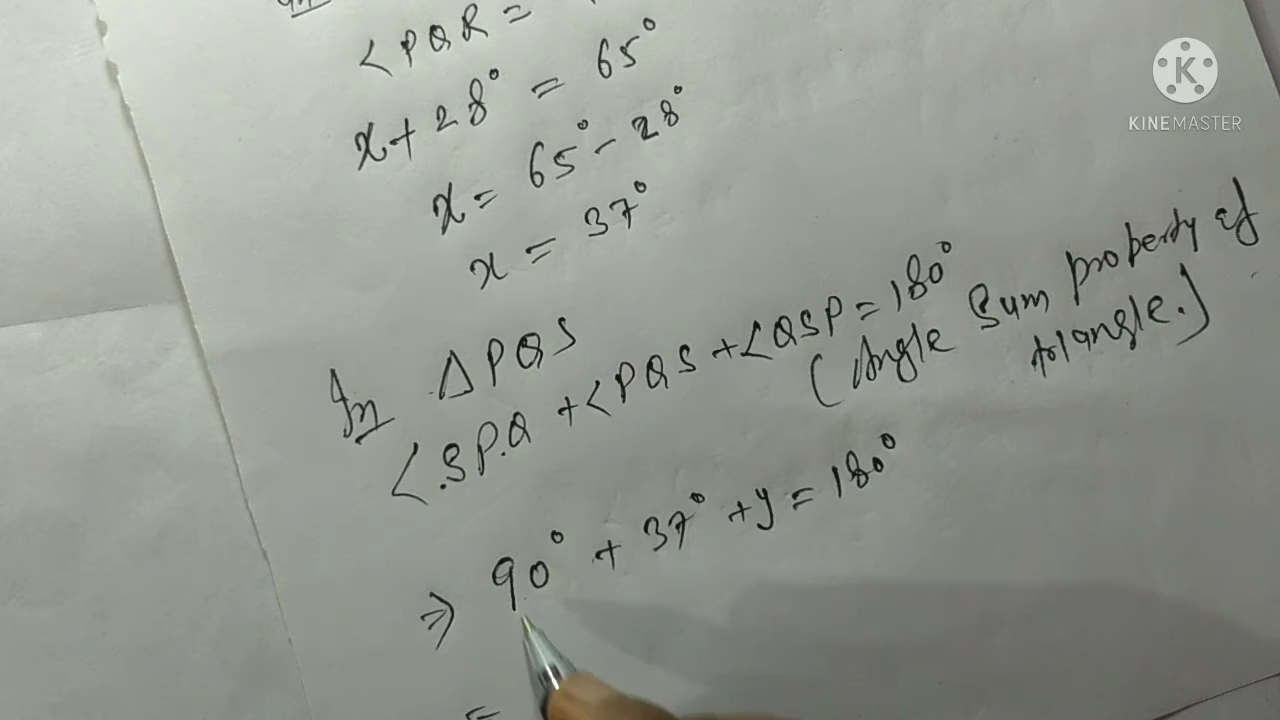 ∠PQR =
x + 28° = 65°
x = 65° - 28°
x = 37°
In ΔPQS
∠SPQ + ∠PQS + ∠QSP = 180°
(Angle Sum property of
triangle.)
⇒ 90° + 37° + y = 180°
=
K
KINEMASTER